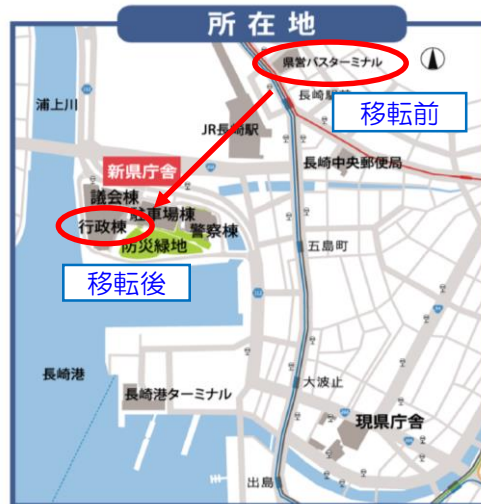 所在地
県営バスターミナル
長崎駅前
移転前
浦上川
JR長崎駅
長崎中央郵便局
新県庁舎
議会棟
駐車場棟
行政棟
警察棟
防災緑地
五島町
移転後
長崎港
大波止
長崎港ターミナル
現県庁舎
出島